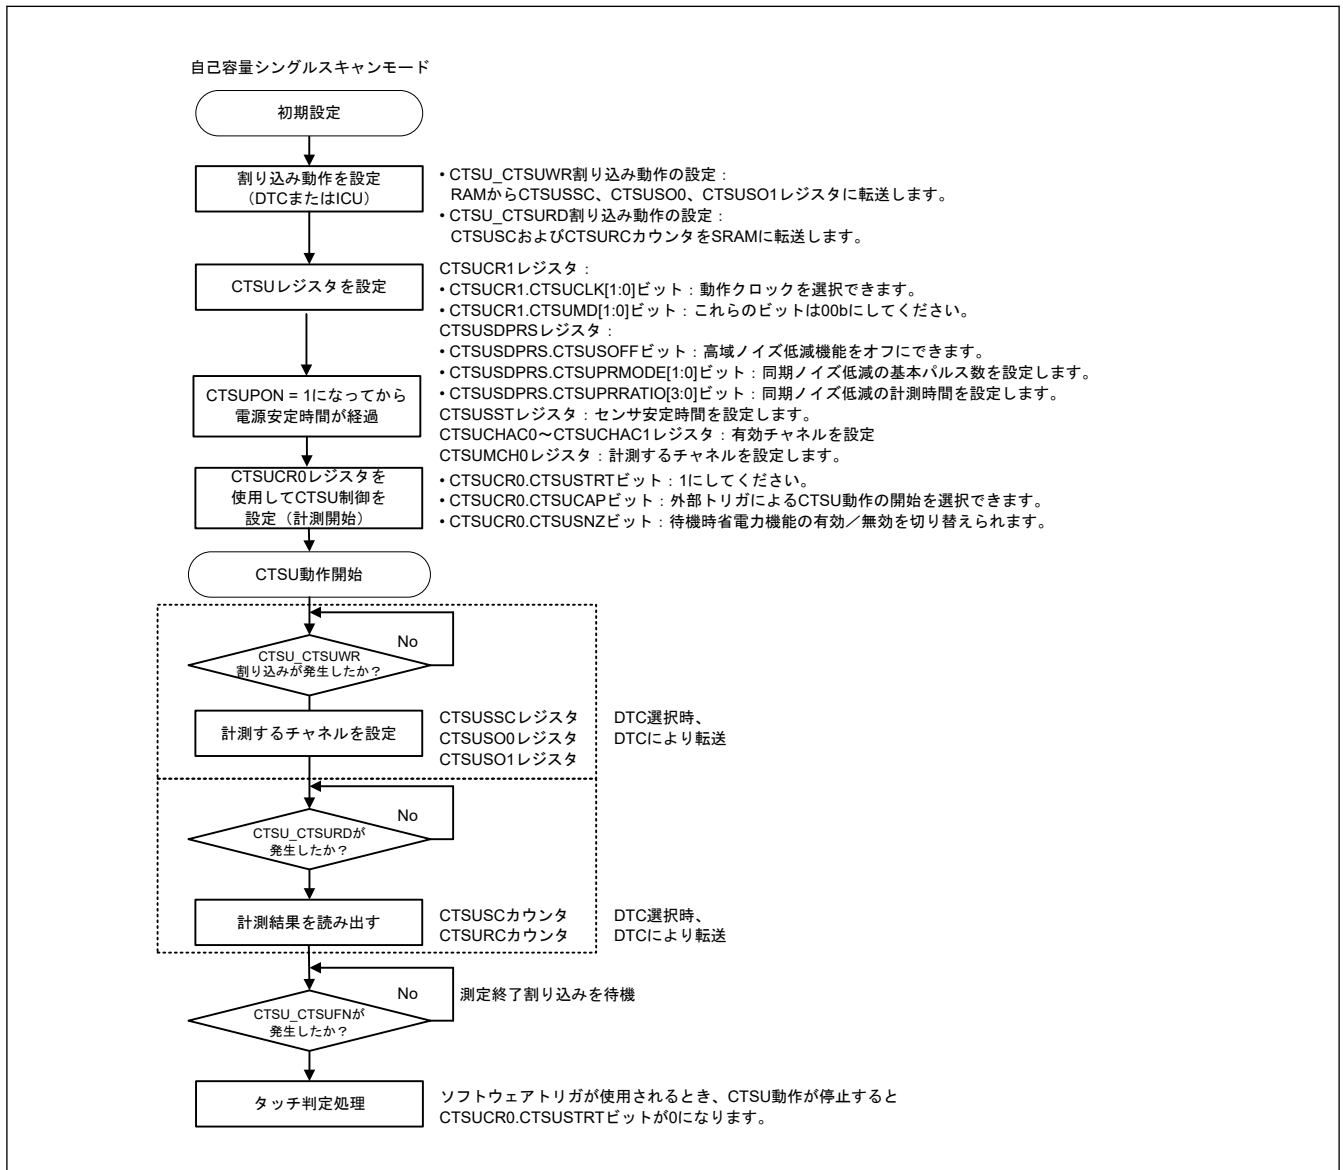 自己容量シングルスキャンモード
初期設定
割り込み動作を設定
（DTCまたはICU）
• CTSU_CTSUWR割り込み動作の設定：
RAMからCTSUSSC、CTSUSO0、CTSUSO1レジスタに転送します。
• CTSU_CTSURD割り込み動作の設定：
CTSUSCおよびCTSURCカウンタをSRAMに転送します。
CTSUレジスタを設定
CTSUCR1レジスタ：
• CTSUCR1.CTSUCLK[1:0]ビット：動作クロックを選択できます。
• CTSUCR1.CTSUMD[1:0]ビット：これらのビットは00bにしてください。
CTSUSDPRSレジスタ：
• CTSUSDPRS.CTSUSOFFビット：高域ノイズ低減機能をオフにできます。
• CTSUSDPRS.CTSUPRMODE[1:0]ビット：同期ノイズ低減の基本パルス数を設定します。
• CTSUSDPRS.CTSUPRRATIO[3:0]ビット：同期ノイズ低減の計測時間を設定します。
CTSUSSTレジスタ：センサ安定時間を設定します。
CTSUCHAC0～CTSUCHAC1レジスタ：有効チャネルを設定
CTSUMCH0レジスタ：計測するチャネルを設定します。
CTSUPON = 1になってから
電源安定時間が経過
CTSUCR0レジスタを
使用してCTSU制御を
設定（計測開始）
• CTSUCR0.CTSUSTRTビット：1にしてください。
• CTSUCR0.CTSUCAPビット：外部トリガによるCTSU動作の開始を選択できます。
• CTSUCR0.CTSUSNZビット：待機時省電力機能の有効／無効を切り替えられます。
CTSU動作開始
No
CTSU_CTSUWR
割り込みが発生したか？
計測するチャネルを設定
CTSUSSCレジスタ
CTSUSO0レジスタ
CTSUSO1レジスタ
DTC選択時、
DTCにより転送
No
CTSU_CTSURDが
発生したか？
計測結果を読み出す
CTSUSCカウンタ
CTSURCカウンタ
DTC選択時、
DTCにより転送
No
測定終了割り込みを待機
CTSU_CTSUFNが
発生したか？
タッチ判定処理
ソフトウェアトリガが使用されるとき、CTSU動作が停止すると
CTSUCR0.CTSUSTRTビットが0になります。